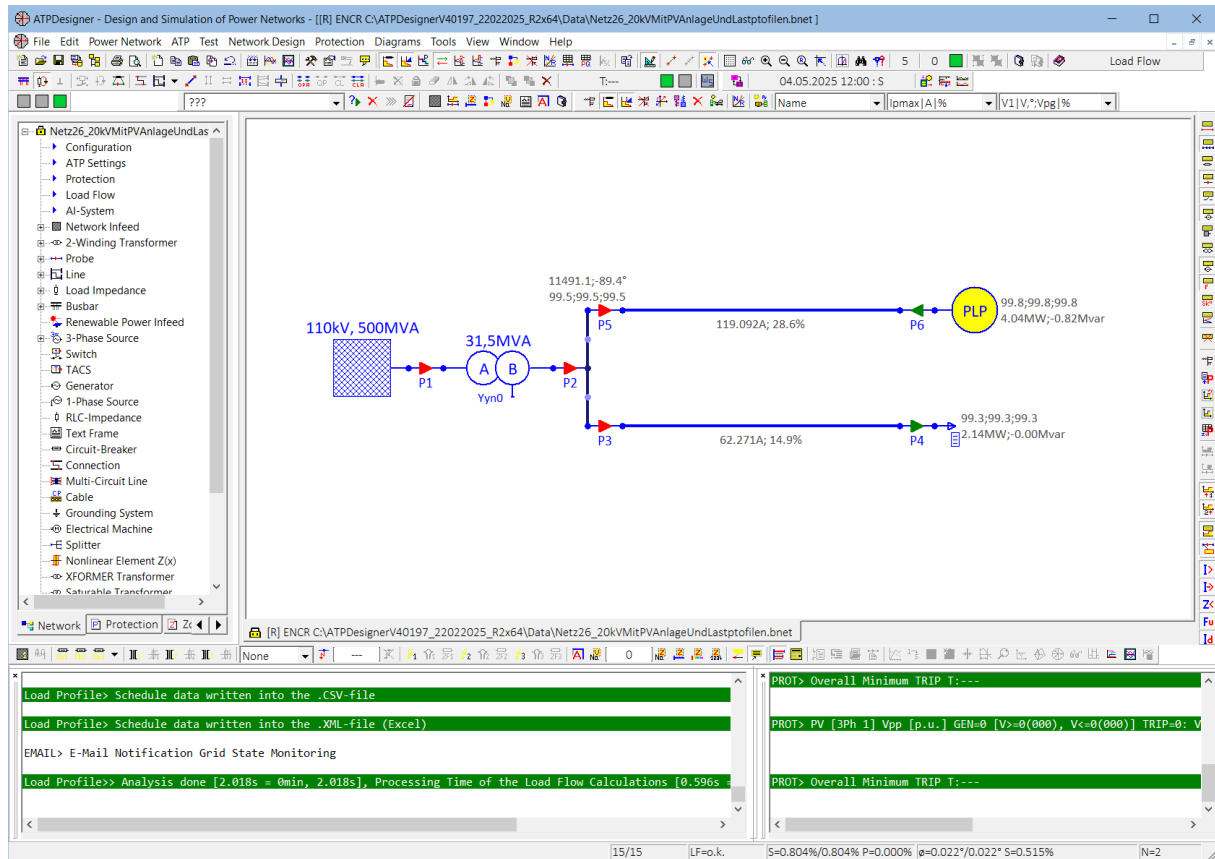 ATPDesigner - Design and Simulation of Power Networks - [[R] ENCR C:\ATPDesignerV40197_22022025_R2x64\Data\Netz26_20kVMitPVAnlageUndLastptofilen.bnet ]
File Edit Power Network ATP Test Network Design Protection Diagrams Tools View Window Help
5 0 Load Flow
T:--- 04.05.2025 12:00 : S
??? Name Ipmax|A|% V1|V,°;Vpg|%
Netz26_20kVMitPVAnlageUndLas
Configuration
ATP Settings
Protection
Load Flow
AI-System
Network Infeed
2-Winding Transformer
Probe
Line
Load Impedance
Busbar
Renewable Power Infeed
3-Phase Source
Switch
TACS
Generator
1-Phase Source
RLC-Impedance
Text Frame
Circuit-Breaker
Connection
Multi-Circuit Line
Cable
Grounding System
Electrical Machine
Splitter
Nonlinear Element Z(x)
XFORMER Transformer
Saturable Transformer
Network Protection Zc
11491.1;-89.4°
99.5;99.5;99.5
P5 119.092A; 28.6% P6 PLP
99.8;99.8;99.8
4.04MW;-0.82Mvar
110kV, 500MVA
31,5MVA
P1 A B P2
Yyn0
P3 62.271A; 14.9% P4
99.3;99.3;99.3
2.14MW;-0.00Mvar
[R] ENCR C:\ATPDesignerV40197_22022025_R2x64\Data\Netz26_20kVMitPVAnlageUndLastptofilen.bnet
None --- 0
Load Profile> Schedule data written into the .CSV-file
Load Profile> Schedule data written into the .XML-file (Excel)
EMAIL> E-Mail Notification Grid State Monitoring
Load Profile>> Analysis done [2.018s = 0min, 2.018s], Processing Time of the Load Flow Calculations [0.596s =
PROT> Overall Minimum TRIP T:---
PROT> PV [3Ph 1] Vpp [p.u.] GEN=0 [V>=0(000), V<=0(000)] TRIP=0: V
PROT> Overall Minimum TRIP T:---
15/15 LF=o.k. S=0.804%/0.804% P=0.000% ø=0.022°/0.022° S=0.515% N=2